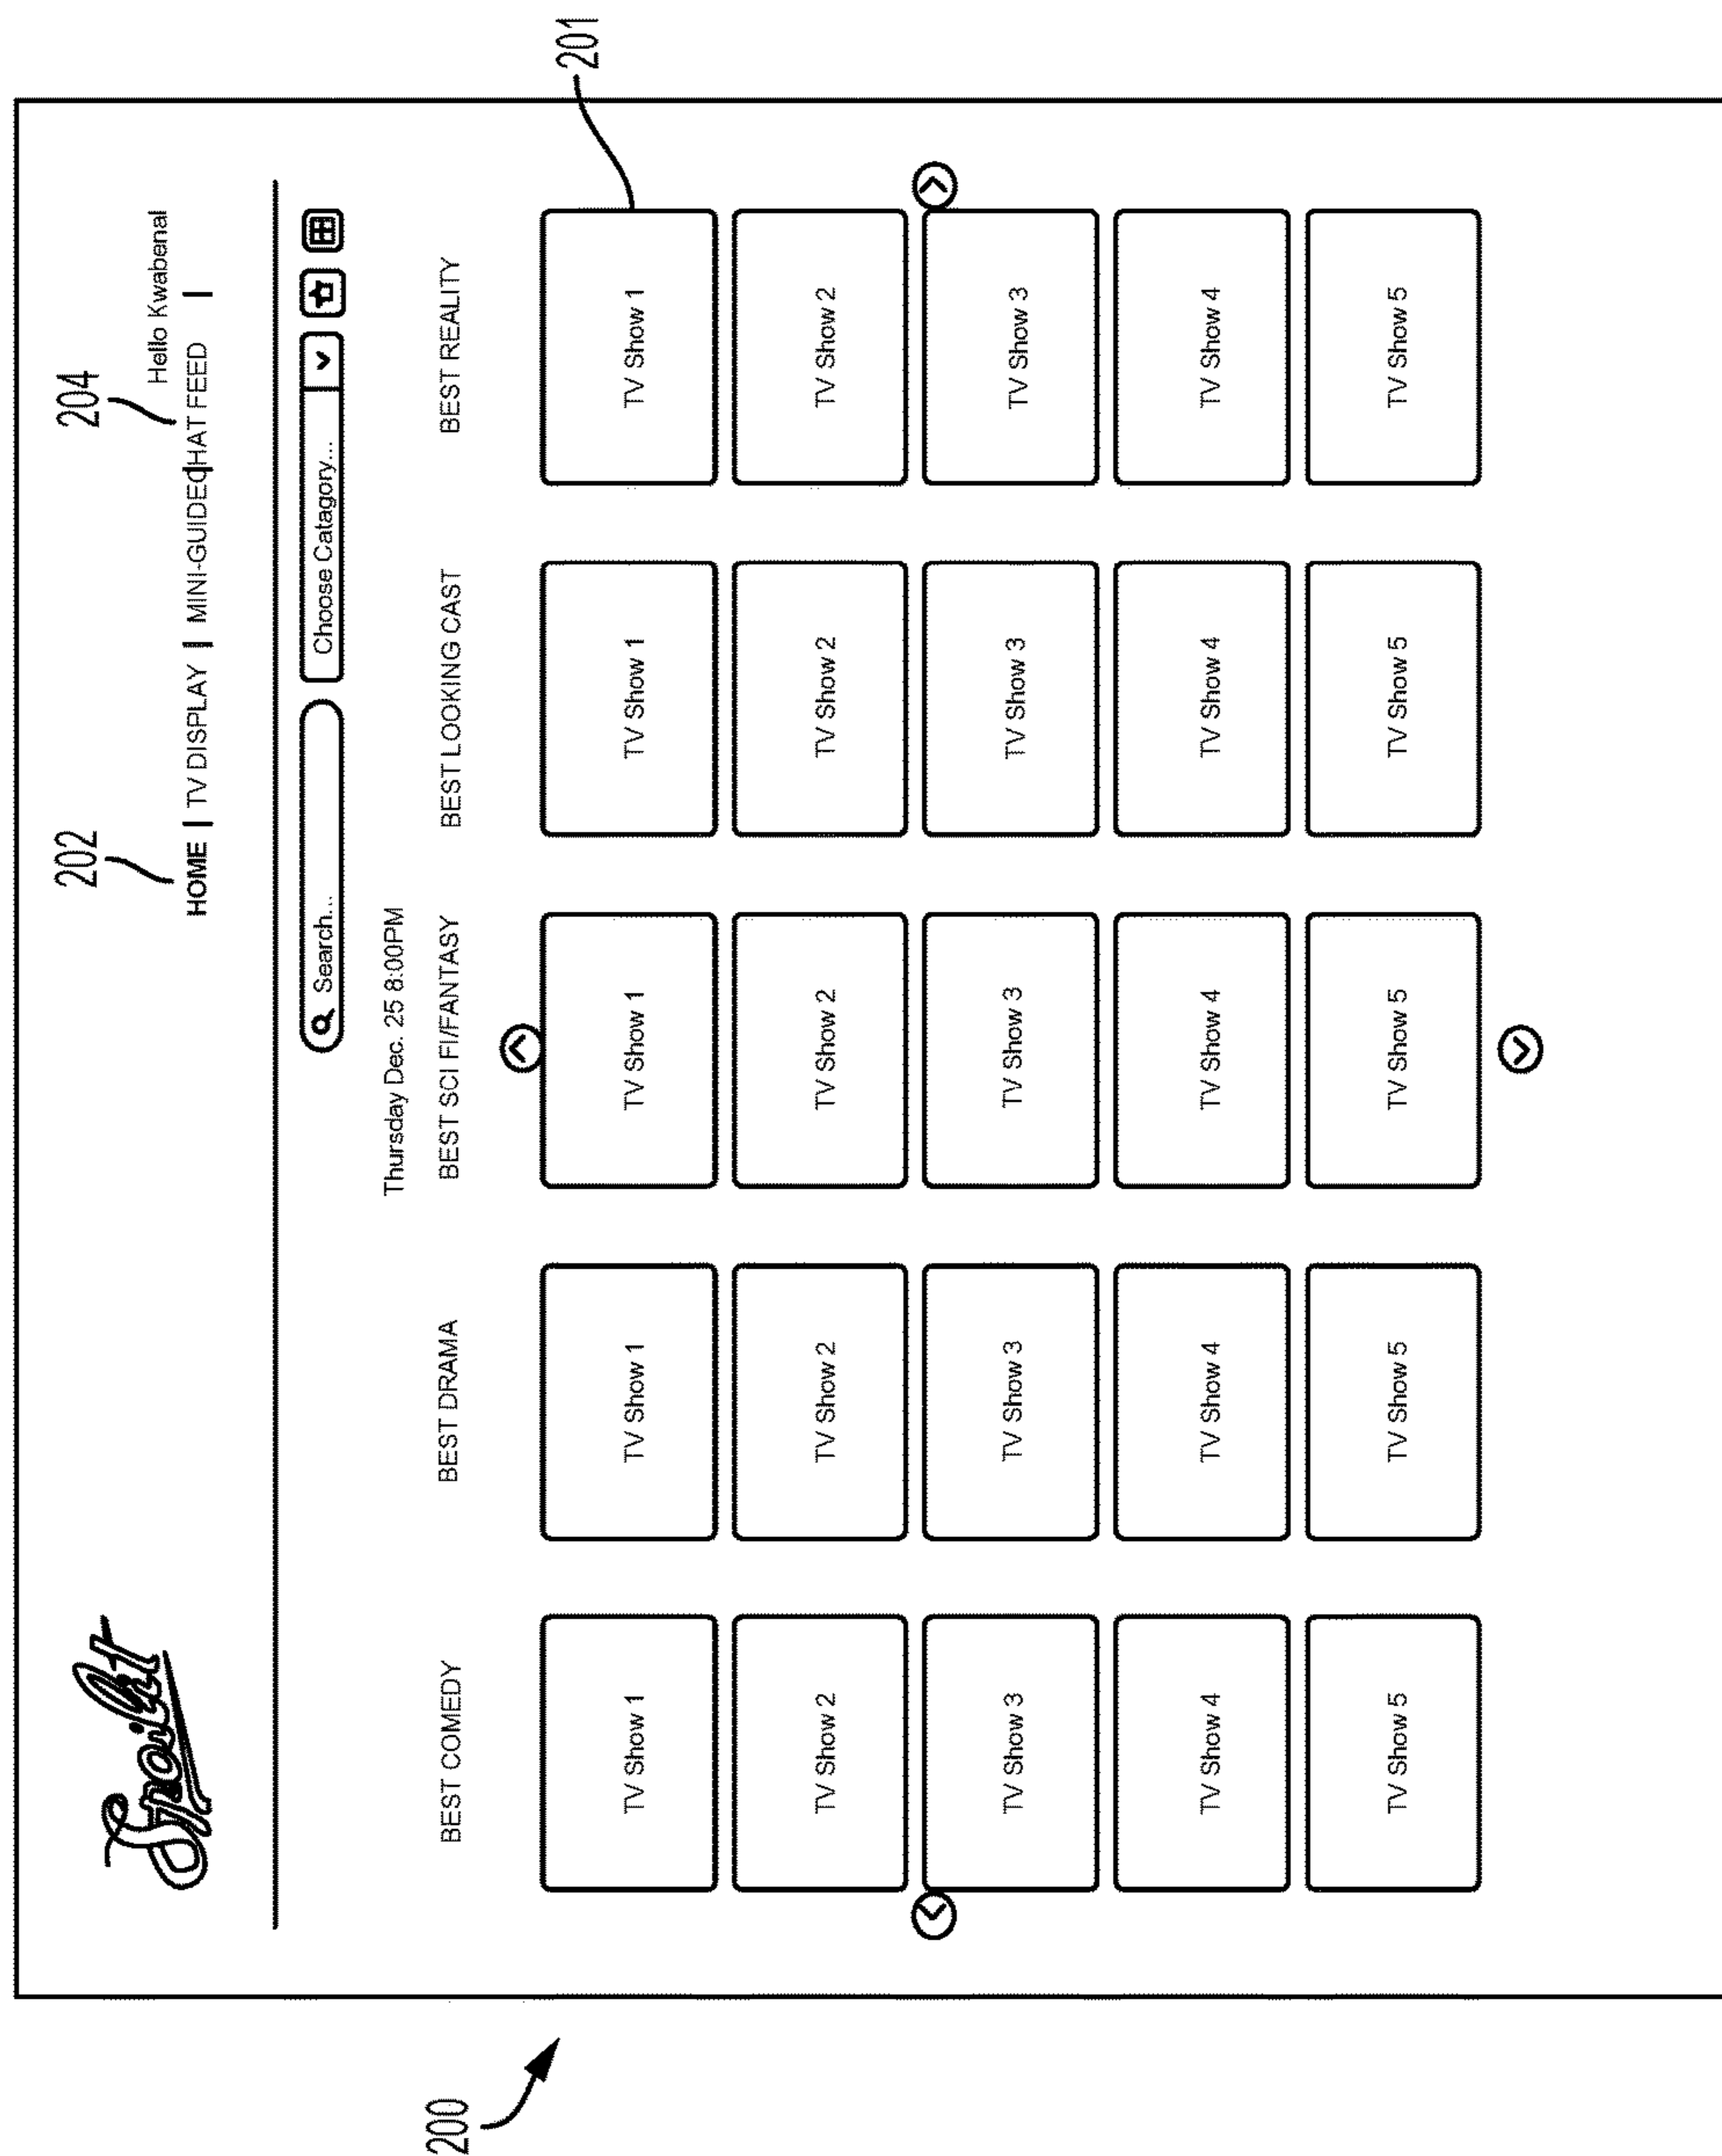 202
204
Spoilht
Hello Kwabenal
HOME | TV DISPLAY | MINI-GUIDE|CHAT FEED |
Search... Choose Catagory...
Thursday Dec. 25 8:00PM
BEST COMEDY BEST DRAMA BEST SCI FI/FANTASY BEST LOOKING CAST BEST REALITY
200
201
TV Show 1 TV Show 1 TV Show 1 TV Show 1 TV Show 1
TV Show 2 TV Show 2 TV Show 2 TV Show 2 TV Show 2
TV Show 3 TV Show 3 TV Show 3 TV Show 3 TV Show 3
TV Show 4 TV Show 4 TV Show 4 TV Show 4 TV Show 4
TV Show 5 TV Show 5 TV Show 5 TV Show 5 TV Show 5